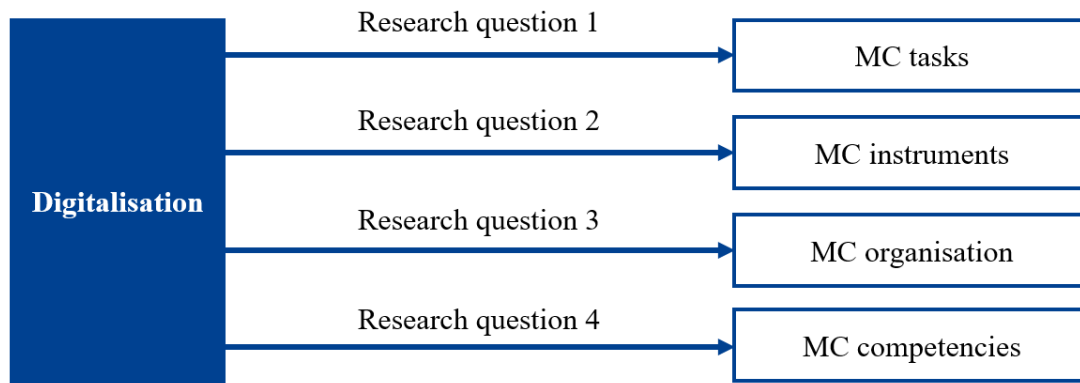 Digitalisation
Research question 1
MC tasks
Research question 2
MC instruments
Research question 3
MC organisation
Research question 4
MC competencies